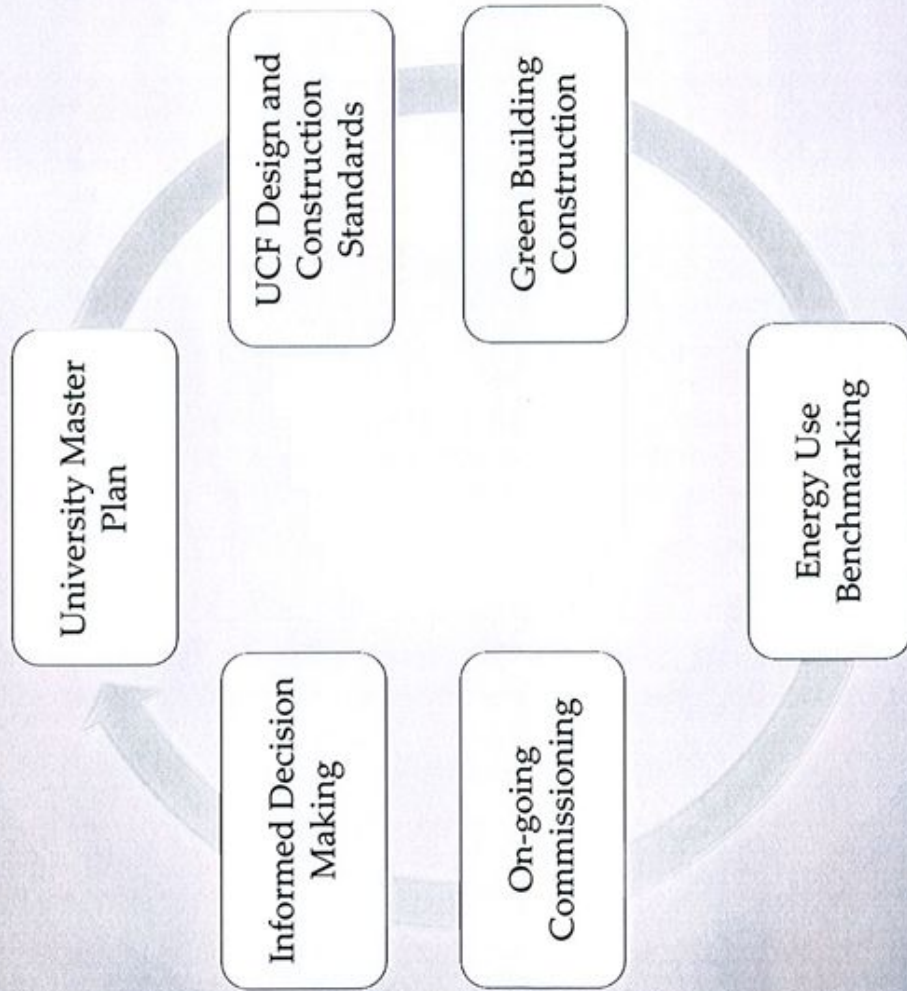 University Master
Plan
UCF Design and
Construction
Standards
Green Building
Construction
Energy Use
Benchmarking
On-going
Commissioning
Informed Decision
Making